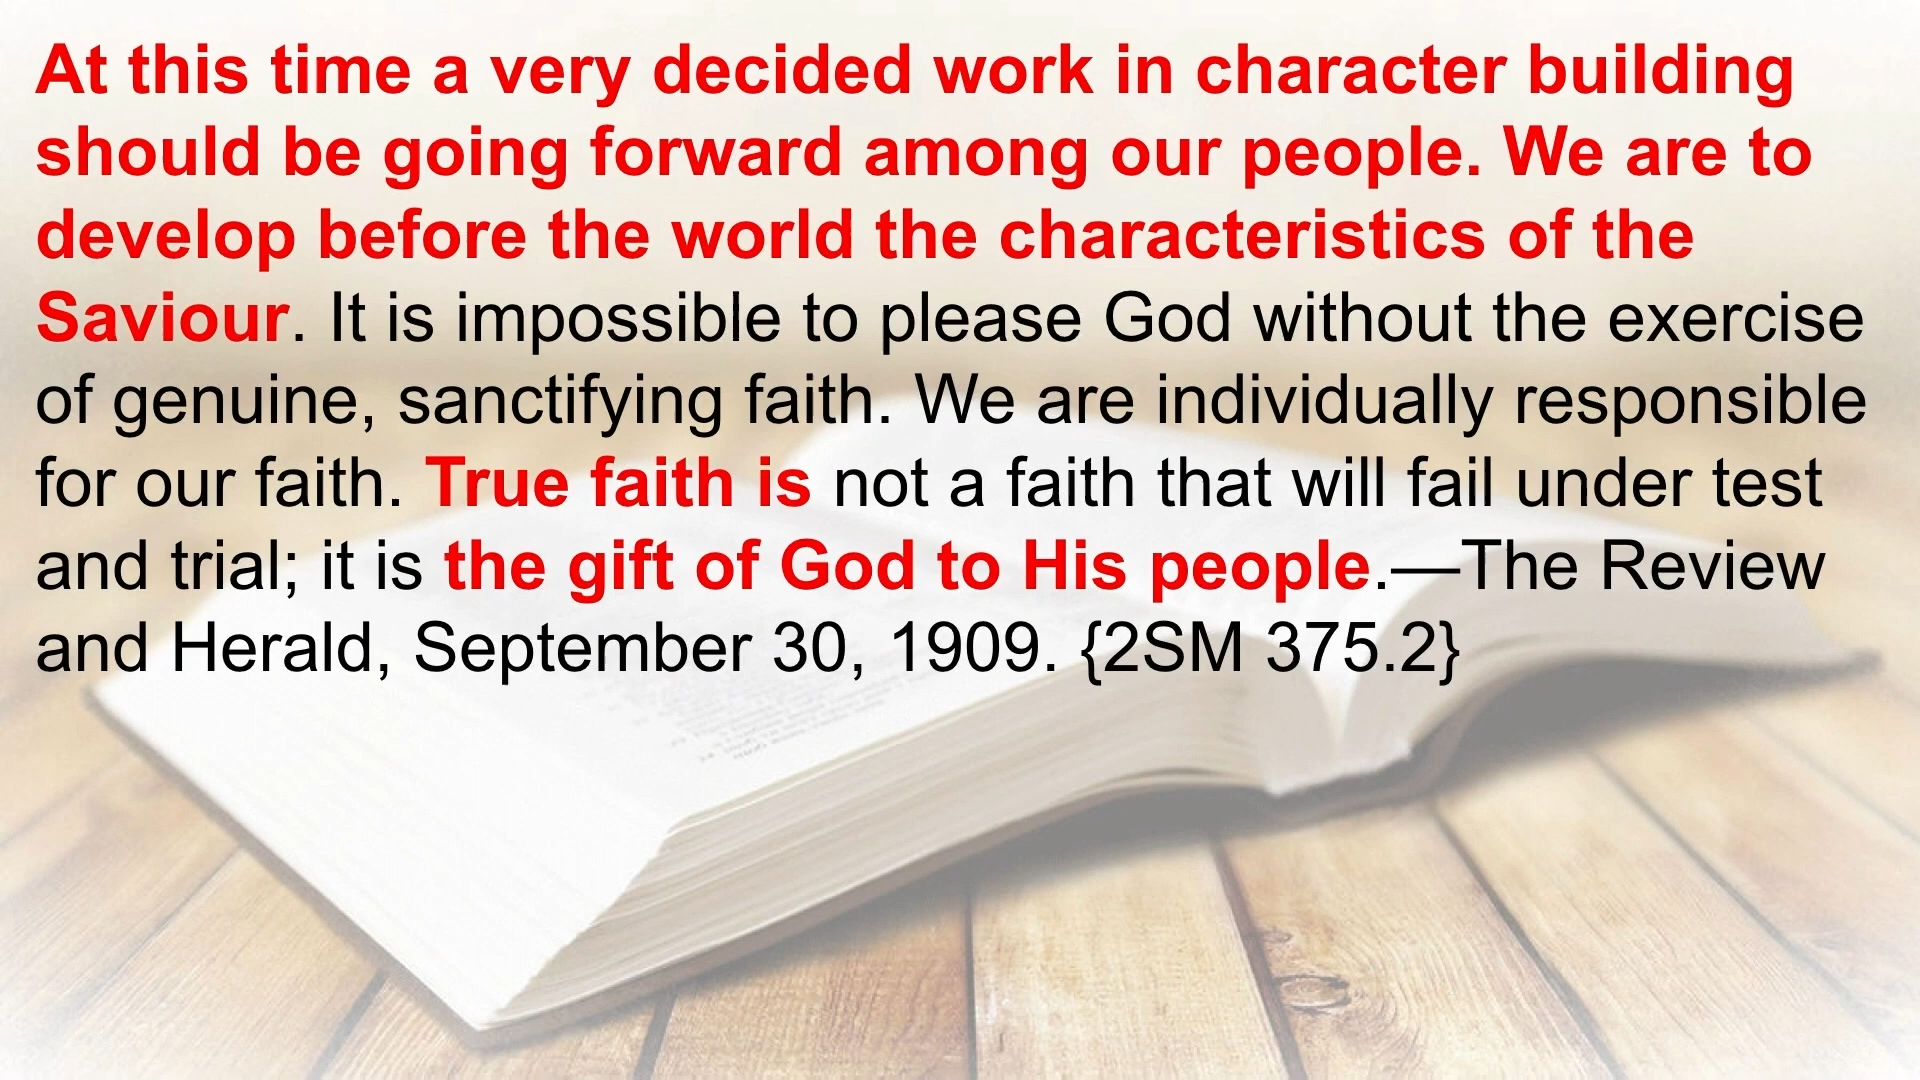 At this time a very decided work in character building
should be going forward among our people. We are to
develop before the world the characteristics of the
Saviour. It is impossible to please God without the exercise
of genuine, sanctifying faith. We are individually responsible
for our faith. True faith is not a faith that will fail under test
and trial; it is the gift of God to His people.—The Review
and Herald, September 30, 1909. {2SM 375.2}